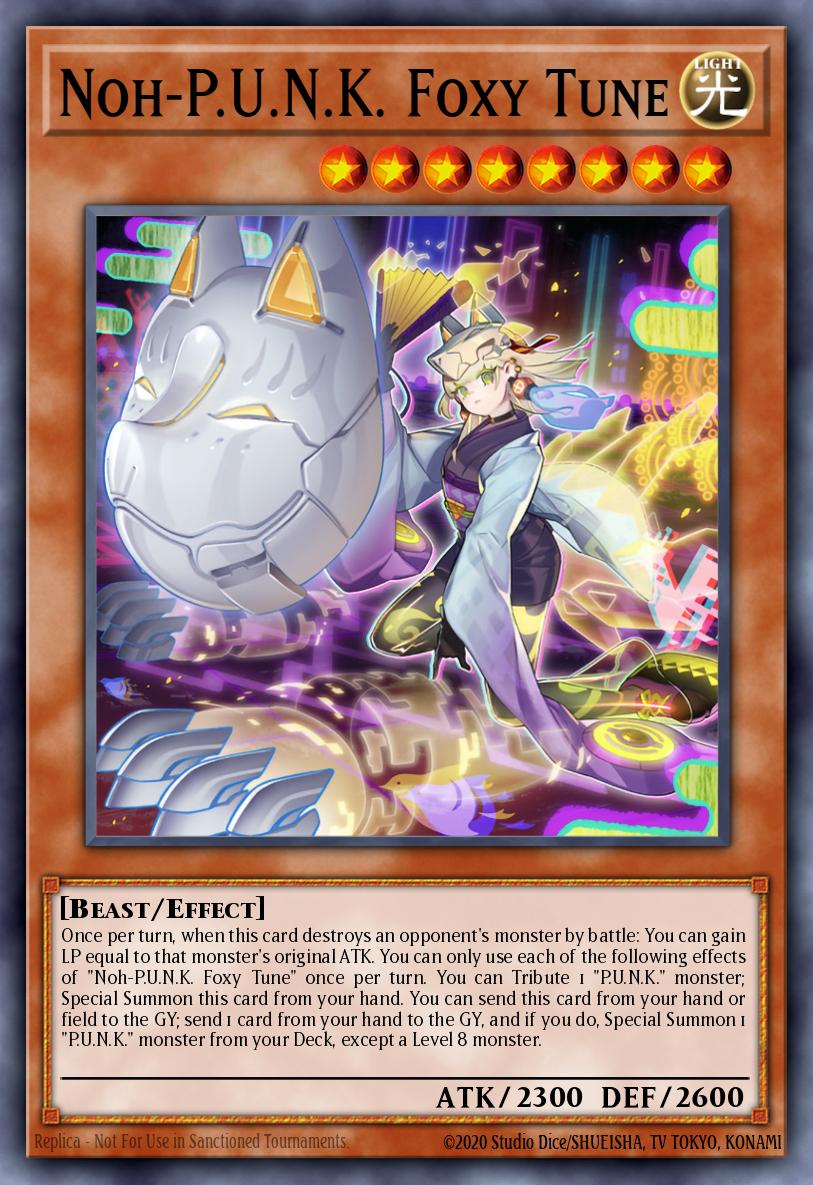 Noh-P.U.N.K. Foxy Tune
LIGHT
光
[Beast/Effect]
Once per turn, when this card destroys an opponent's monster by battle: You can gain
LP equal to that monster's original ATK. You can only use each of the following effects
of "Noh-P.U.N.K. Foxy Tune" once per turn. You can Tribute 1 "P.U.N.K." monster;
Special Summon this card from your hand. You can send this card from your hand or
field to the GY; send 1 card from your hand to the GY, and if you do, Special Summon 1
"P.U.N.K." monster from your Deck, except a Level 8 monster.
ATK/2300 DEF/2600
Replica - Not For Use in Sanctioned Tournaments.
©2020 Studio Dice/SHUEISHA, TV TOKYO, KONAMI